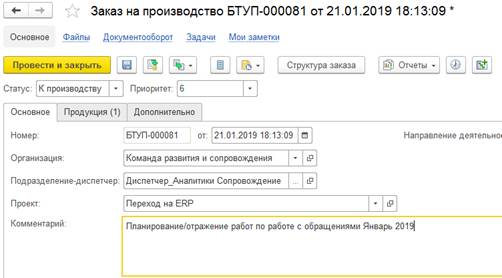 Заказ на производство БТУП-000081 от 21.01.2019 18:13:09 *
Основное Файлы Документооборот Задачи Мои заметки
Провести и закрыть Структура заказа Отчеты
Статус: К производству Приоритет: 6
Основное Продукция (1) Дополнительно
Номер: БТУП-000081 от: 21.01.2019 18:13:09 Направление деятельнос
Организация: Команда развития и сопровождения
Подразделение-диспетчер: Диспетчер_Аналитики Сопровождение ...
Проект: Переход на ERP
Комментарий: Планирование/отражение работ по работе с обращениями Январь 2019